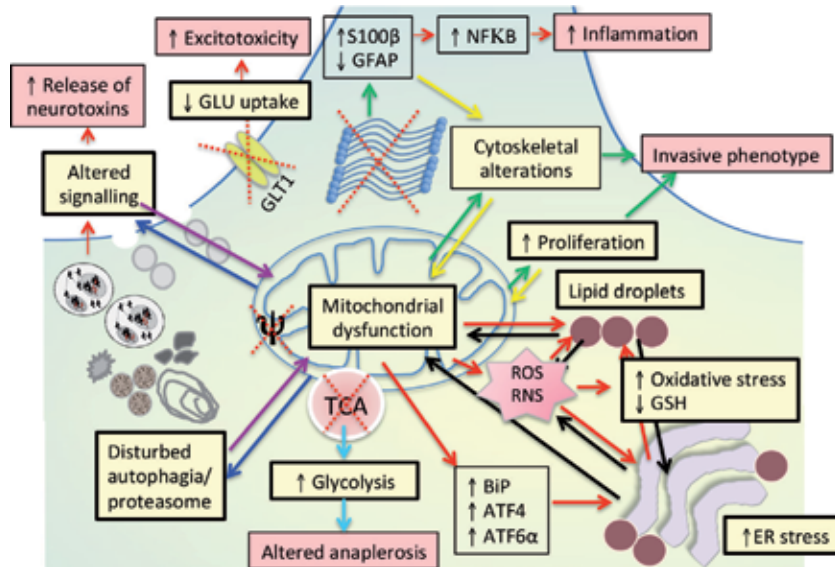 ↑ Excitotoxicity
↑S100β
↓ GFAP
↑ NFKB
↑ Inflammation
↑ Release of
neurotoxins
↓ GLU uptake
GLT1
Altered
signalling
Cytoskeletal
alterations
Invasive phenotype
↑ Proliferation
Lipid droplets
Mitochondrial
dysfunction
Ψ
ROS
RNS
↑ Oxidative stress
↓ GSH
TCA
Disturbed
autophagia/
proteasome
↑ Glycolysis
↑ BiP
↑ ATF4
↑ ATF6α
↑ER stress
Altered anaplerosis